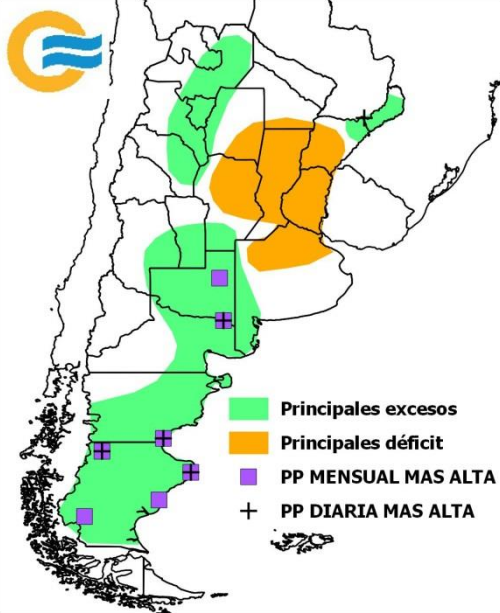 Principales excesos
Principales déficit
PP MENSUAL MAS ALTA
PP DIARIA MAS ALTA